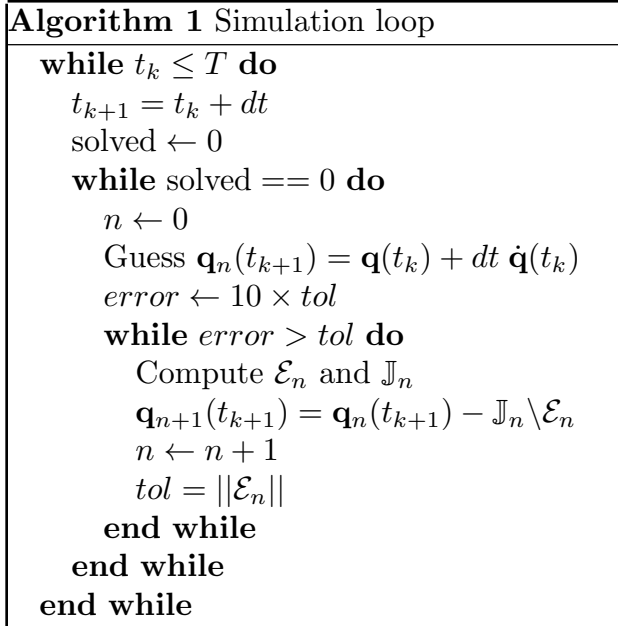 Algorithm 1 Simulation loop
while t_k ≤ T do
t_{k+1} = t_k + dt
solved ← 0
while solved == 0 do
n ← 0
Guess q_n(t_{k+1}) = q(t_k) + dt q̇(t_k)
error ← 10 × tol
while error > tol do
Compute ℰ_n and 𝕁_n
q_{n+1}(t_{k+1}) = q_n(t_{k+1}) − 𝕁_n\ℰ_n
n ← n + 1
tol = ||ℰ_n||
end while
end while
end while